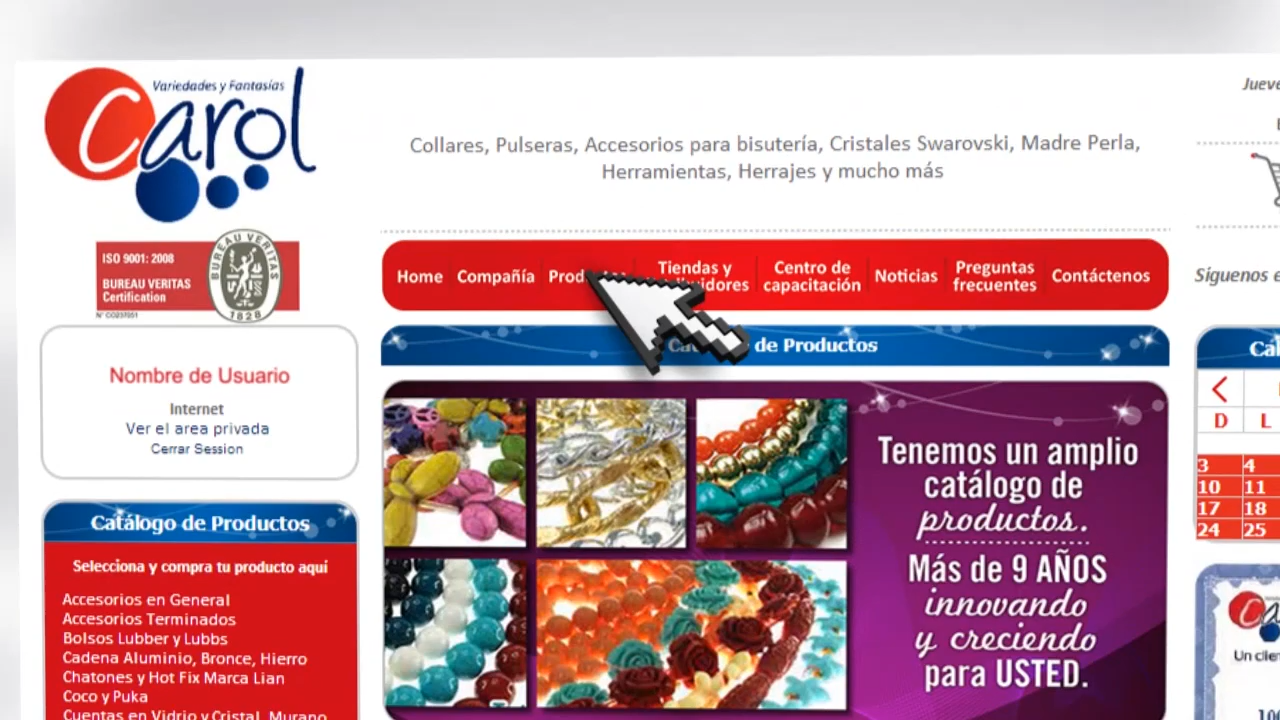 Variedades y Fantasías
Carol
Collares, Pulseras, Accesorios para bisutería, Cristales Swarovski, Madre Perla,
Herramientas, Herrajes y mucho más
ISO 9001: 2008
BUREAU VERITAS
Certification
BUREAU VERITAS
1828
Home
Compañía
Tiendas y
Centro de
capacitación
Noticias
Preguntas
frecuentes
Contáctenos
Síguenos
de Productos
Nombre de Usuario
Internet
Ver el area privada
Cerrar Session
D L
3 4
10 11
17 18
24 25
Tenemos un amplio
catálogo de
productos.
Más de 9 AÑOS
innovando
y creciendo
para USTED.
Catálogo de Productos
Selecciona y compra tu producto aquí
Accesorios en General
Accesorios Terminados
Bolsos Lubber y Lubbs
Cadena Aluminio, Bronce, Hierro
Chatones y Hot Fix Marca Lian
Coco y Puka
Cuentas en Vidrio y Cristal, Murano
Un